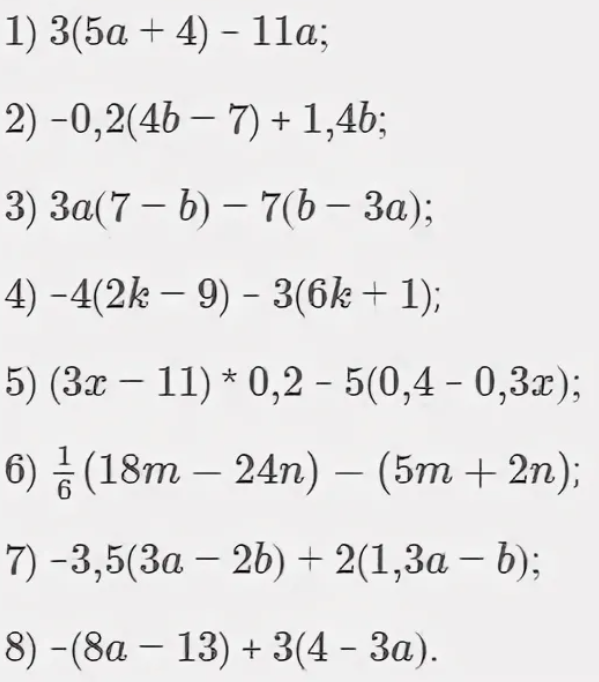 1) 3(5a + 4) - 11a;
2) -0,2(4b − 7) + 1,4b;
3) 3a(7 − b) − 7(b − 3a);
4) -4(2k − 9) - 3(6k + 1);
5) (3x − 11) * 0,2 - 5(0,4 - 0,3x);
6) 1/6(18m − 24n) − (5m + 2n);
7) -3,5(3a − 2b) + 2(1,3a − b);
8) -(8a − 13) + 3(4 - 3a).